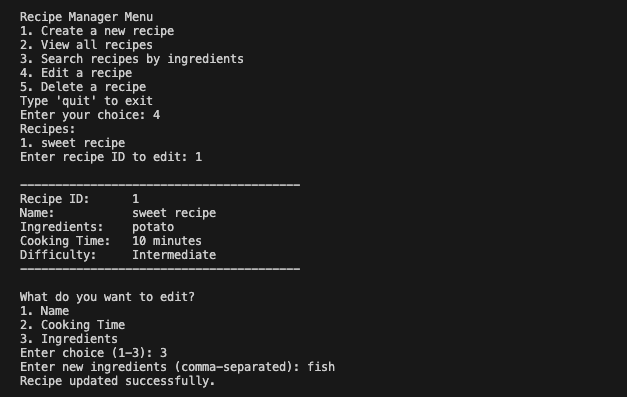 Recipe Manager Menu
1. Create a new recipe
2. View all recipes
3. Search recipes by ingredients
4. Edit a recipe
5. Delete a recipe
Type 'quit' to exit
Enter your choice: 4
Recipes:
1. sweet recipe
Enter recipe ID to edit: 1
----------------------------------------
Recipe ID:      1
Name:           sweet recipe
Ingredients:    potato
Cooking Time:   10 minutes
Difficulty:     Intermediate
----------------------------------------
What do you want to edit?
1. Name
2. Cooking Time
3. Ingredients
Enter choice (1-3): 3
Enter new ingredients (comma-separated): fish
Recipe updated successfully.